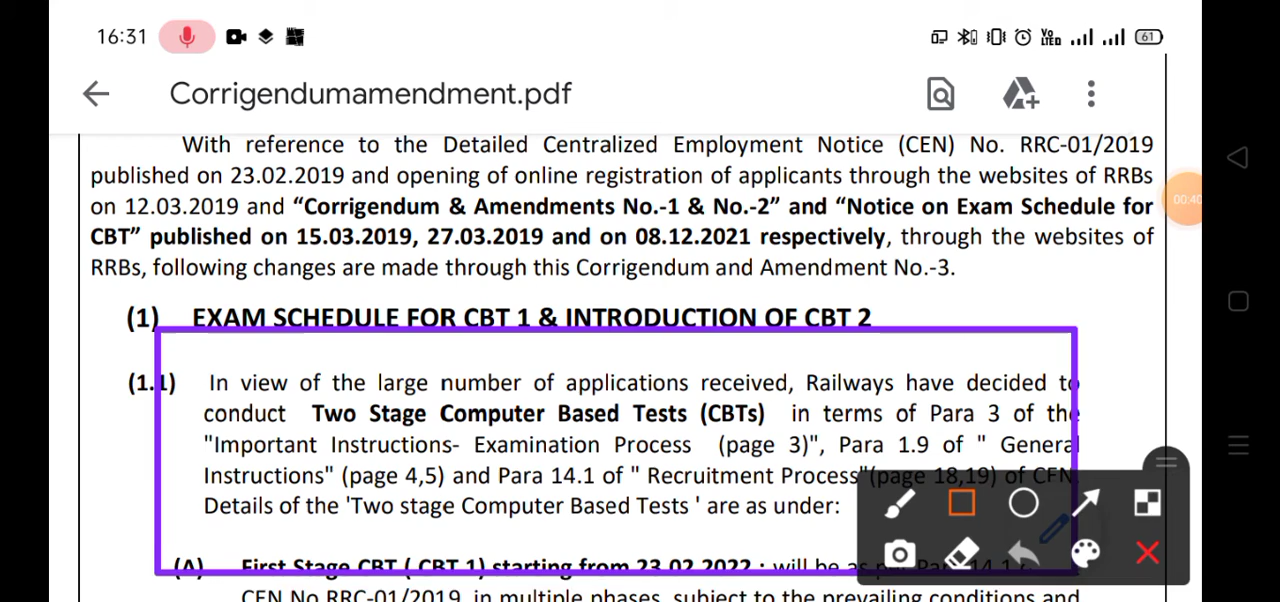 16:31
61
Corrigendumamendment.pdf
With reference to the Detailed Centralized Employment Notice (CEN) No. RRC-01/2019
published on 23.02.2019 and opening of online registration of applicants through the websites of RRBs
on 12.03.2019 and “Corrigendum & Amendments No.-1 & No.-2” and “Notice on Exam Schedule for
CBT” published on 15.03.2019, 27.03.2019 and on 08.12.2021 respectively, through the websites of
RRBs, following changes are made through this Corrigendum and Amendment No.-3.
00:40
(1) EXAM SCHEDULE FOR CBT 1 & INTRODUCTION OF CBT 2
(1.1) In view of the large number of applications received, Railways have decided to
conduct Two Stage Computer Based Tests (CBTs) in terms of Para 3 of the
"Important Instructions- Examination Process (page 3)", Para 1.9 of " General
Instructions" (page 4,5) and Para 14.1 of " Recruitment Process"(page 18,19) of CEN.
Details of the 'Two stage Computer Based Tests ' are as under:
(A) First Stage CBT ( CBT 1) starting from 23.02.2022 : will be as per Para 14.1
CEN No RRC-01/2019, in multiple phases, subject to the prevailing conditions and